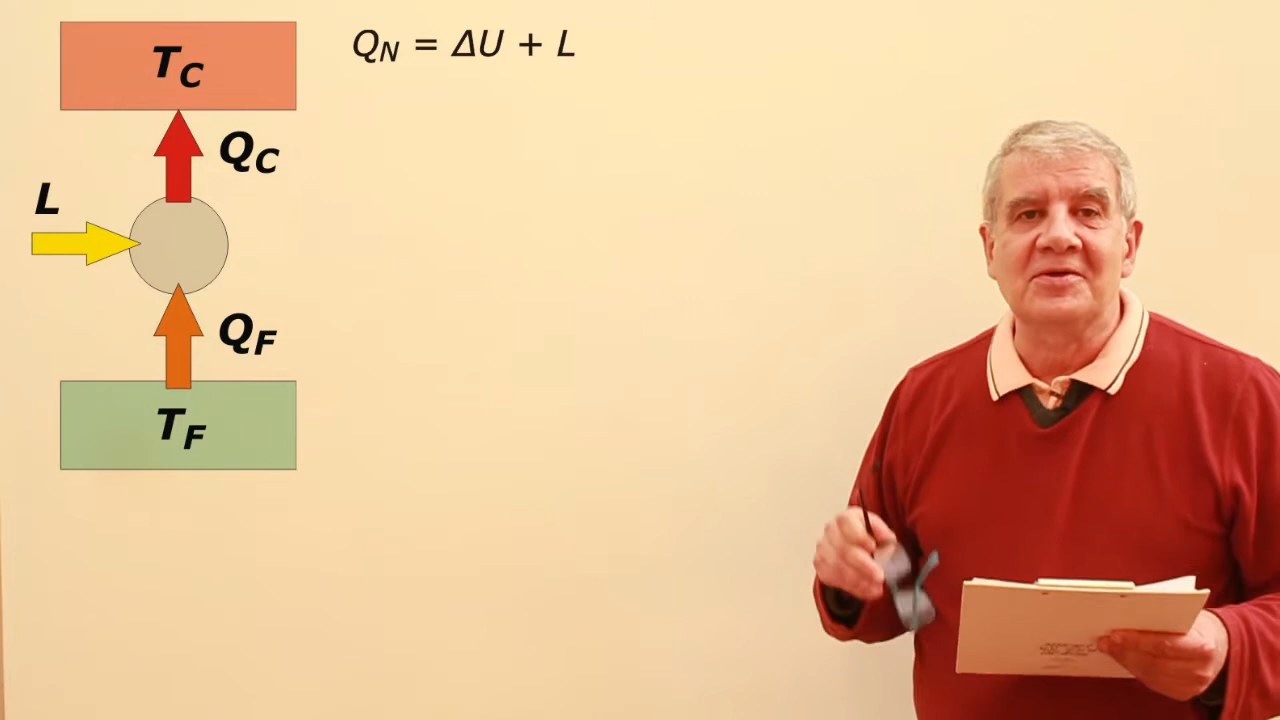 T_C
Q_N = ΔU + L
Q_C
L
Q_F
T_F